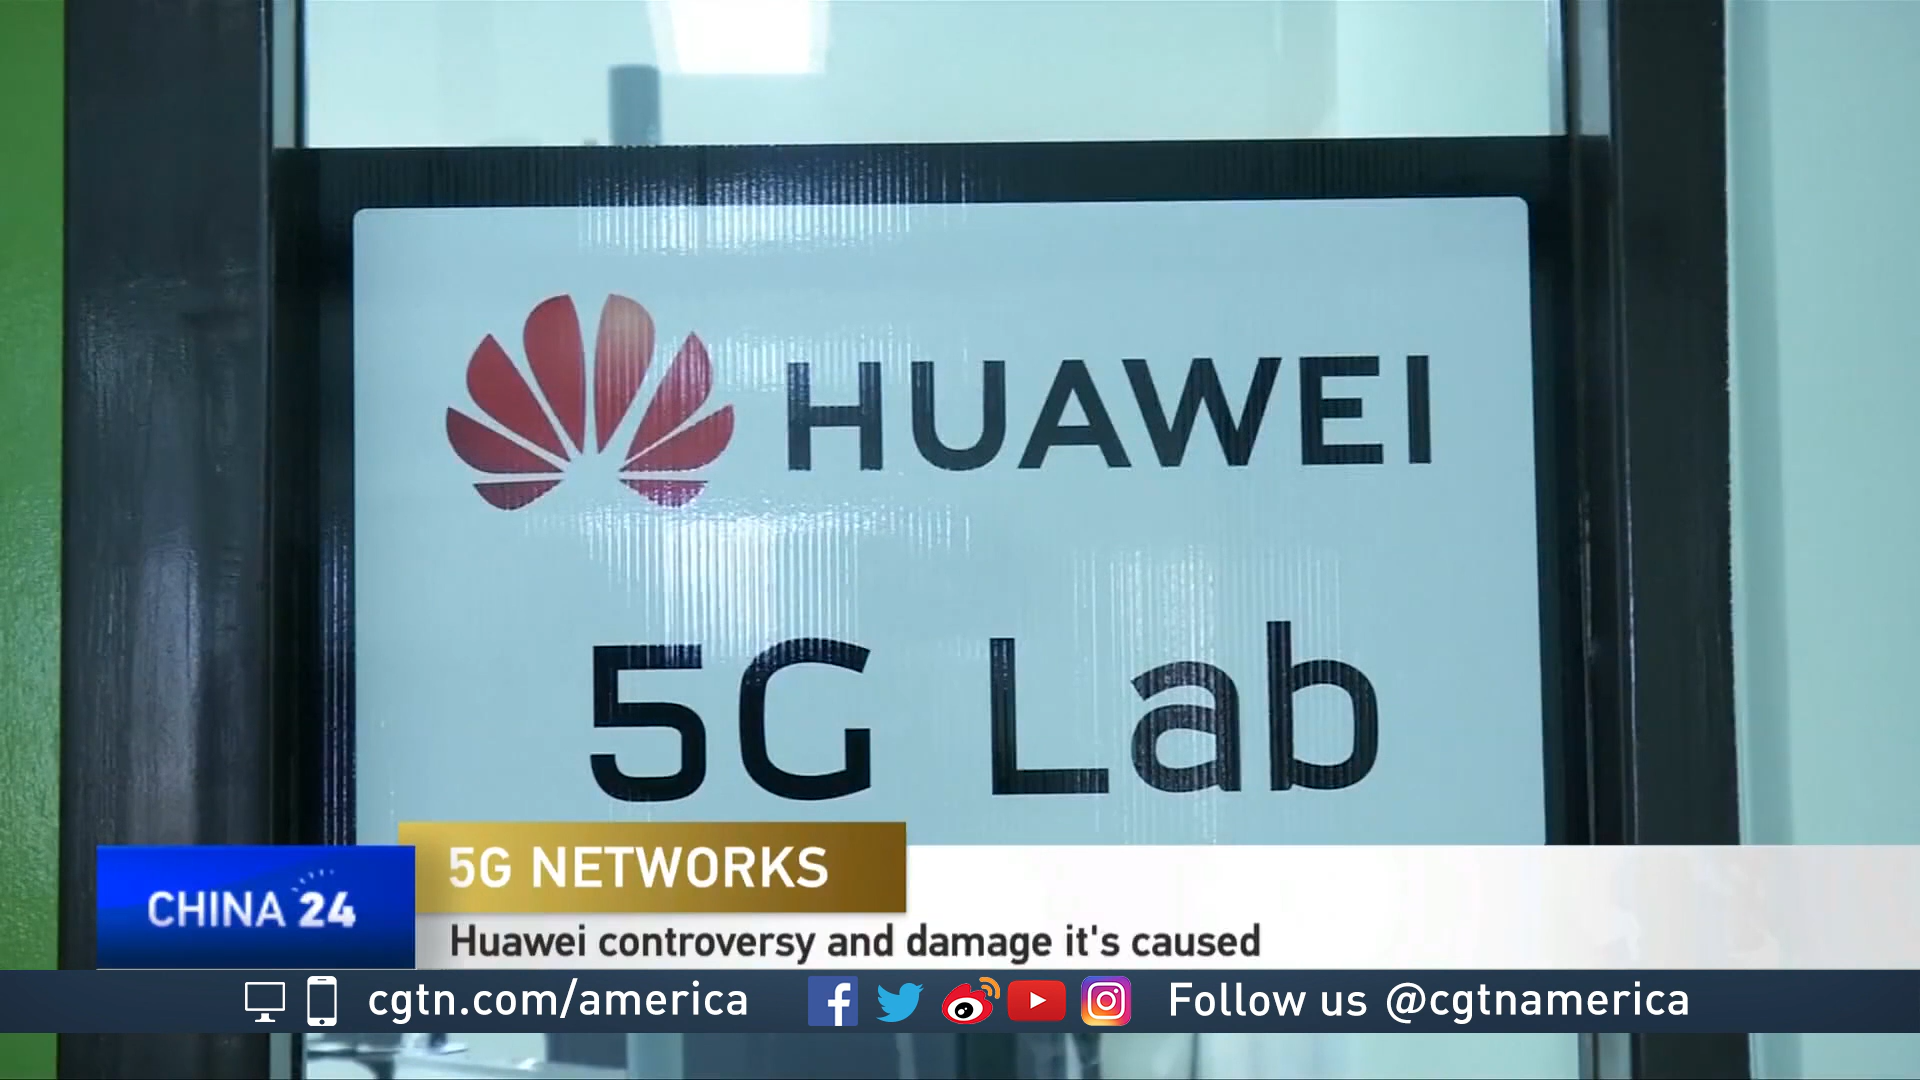 HUAWEI
5G Lab
5G NETWORKS
CHINA 24
Huawei controversy and damage it's caused
cgtn.com/america
Follow us @cgtnamerica